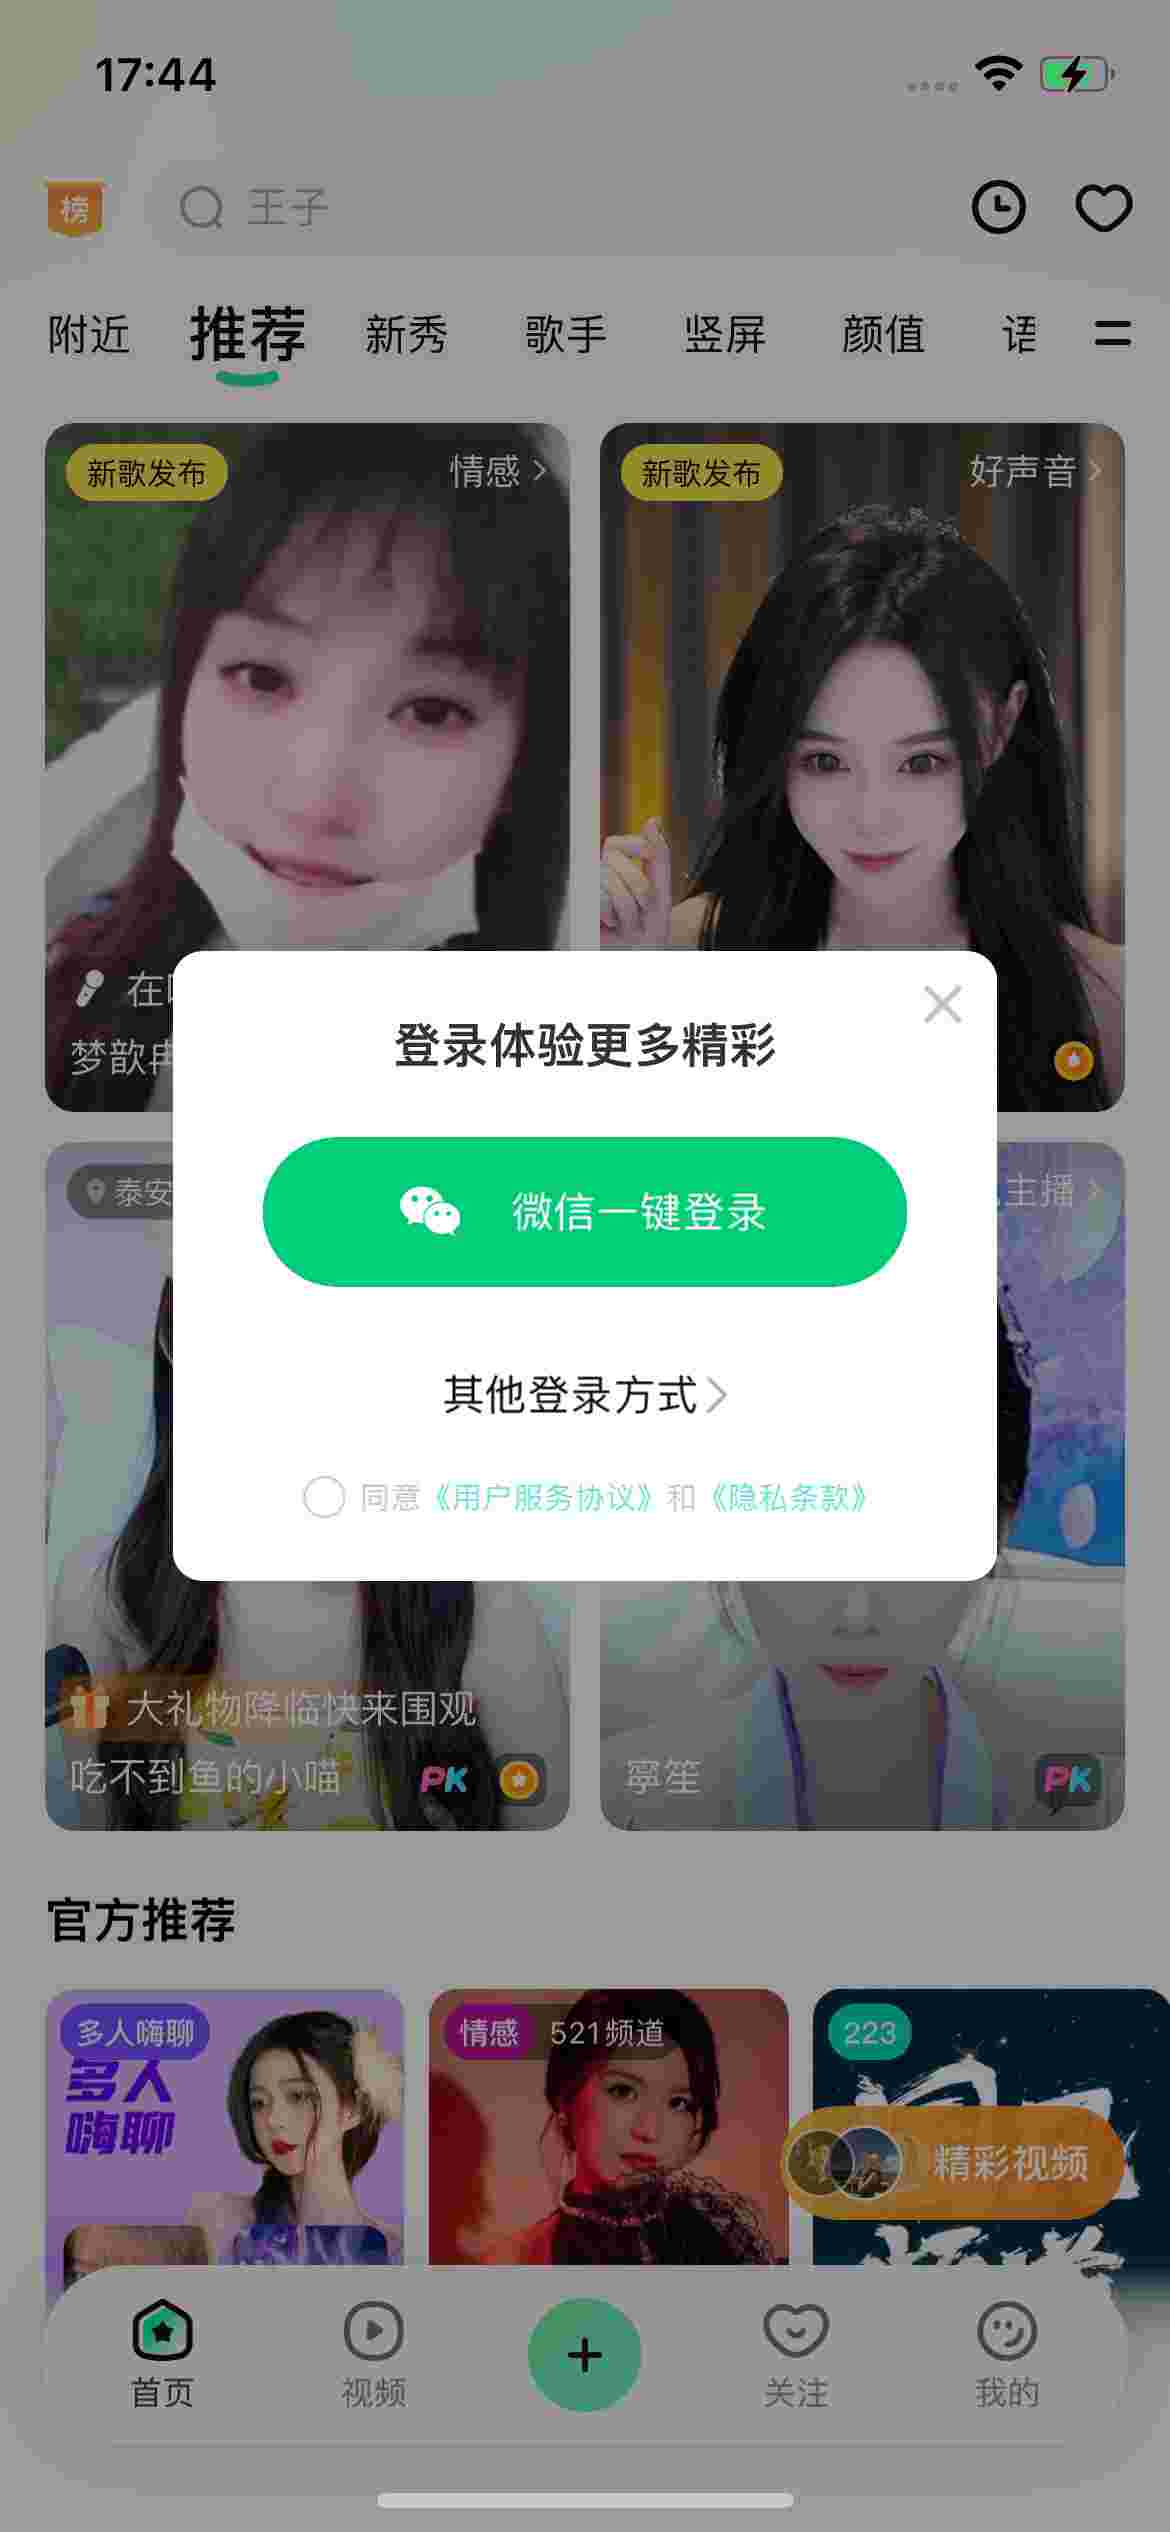 17:44
榜
王子
附近 推荐 新秀 歌手 竖屏 颜值 语
新歌发布
情感
新歌发布
好声音
在
梦歆冉
登录体验更多精彩
微信一键登录
其他登录方式
同意《用户服务协议》和《隐私条款》
泰安
主播
大礼物降临快来围观
吃不到鱼的小喵
PK
寧笙
PK
官方推荐
多人嗨聊
多人
嗨聊
情感 521频道
223
精彩视频
首页 视频 关注 我的